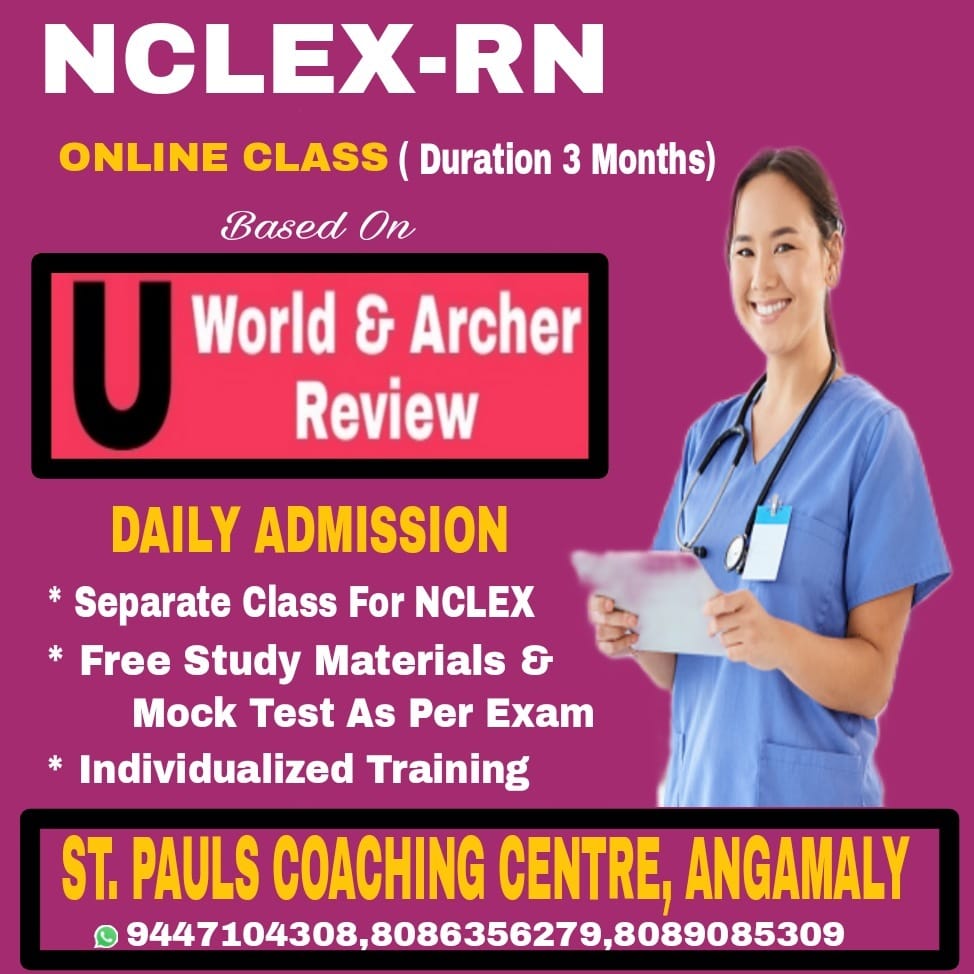 NCLEX-RN
ONLINE CLASS ( Duration 3 Months)
Based On
U World & Archer
Review
DAILY ADMISSION
* Separate Class For NCLEX
* Free Study Materials &
Mock Test As Per Exam
* Individualized Training
ST. PAULS COACHING CENTRE, ANGAMALY
9447104308,8086356279,8089085309